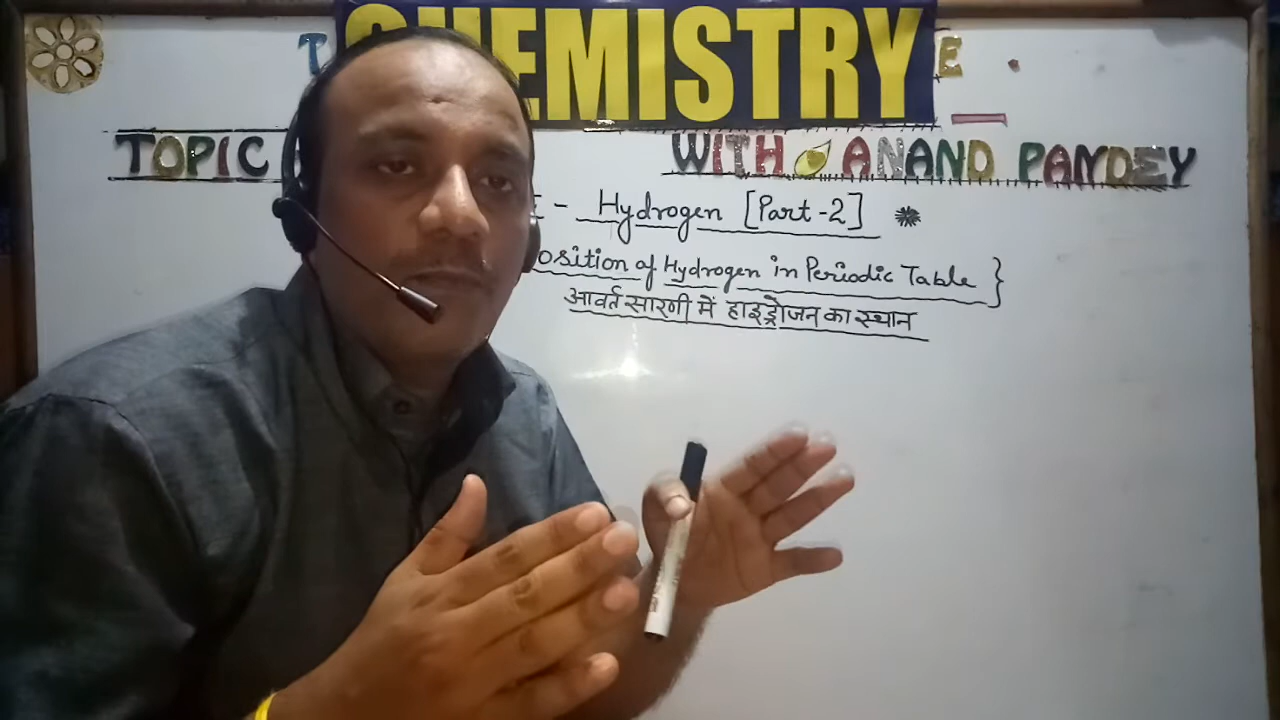 CHEMISTRY
TOPIC
WITH ANAND PANDEY
- Hydrogen [Part-2]
osition of Hydrogen in Periodic Table }
आवर्त सारणी में हाइड्रोजन का स्थान